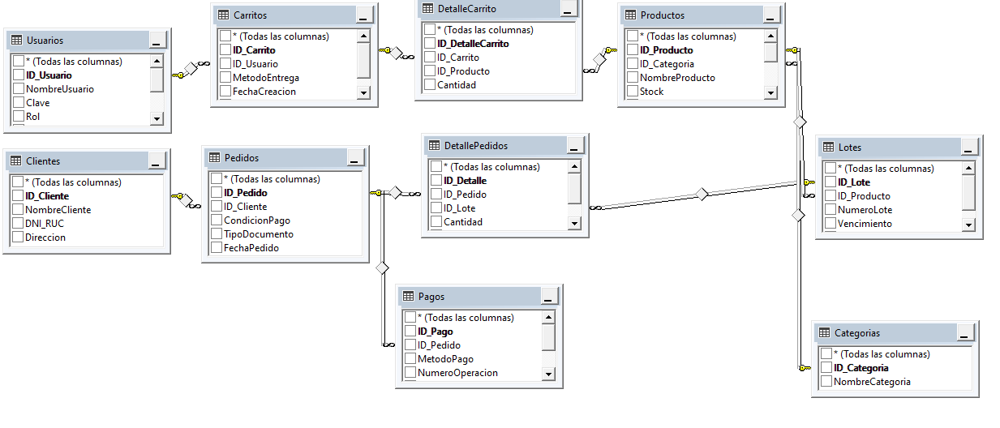 Usuarios
* (Todas las columnas)
ID_Usuario
NombreUsuario
Clave
Rol
Carritos
* (Todas las columnas)
ID_Carrito
ID_Usuario
MetodoEntrega
FechaCreacion
DetalleCarrito
* (Todas las columnas)
ID_DetalleCarrito
ID_Carrito
ID_Producto
Cantidad
Productos
* (Todas las columnas)
ID_Producto
ID_Categoria
NombreProducto
Stock
Clientes
* (Todas las columnas)
ID_Cliente
NombreCliente
DNI_RUC
Direccion
Pedidos
* (Todas las columnas)
ID_Pedido
ID_Cliente
CondicionPago
TipoDocumento
FechaPedido
DetallePedidos
* (Todas las columnas)
ID_Detalle
ID_Pedido
ID_Lote
Cantidad
Lotes
* (Todas las columnas)
ID_Lote
ID_Producto
NumeroLote
Vencimiento
Pagos
* (Todas las columnas)
ID_Pago
ID_Pedido
MetodoPago
NumeroOperacion
Categorias
* (Todas las columnas)
ID_Categoria
NombreCategoria